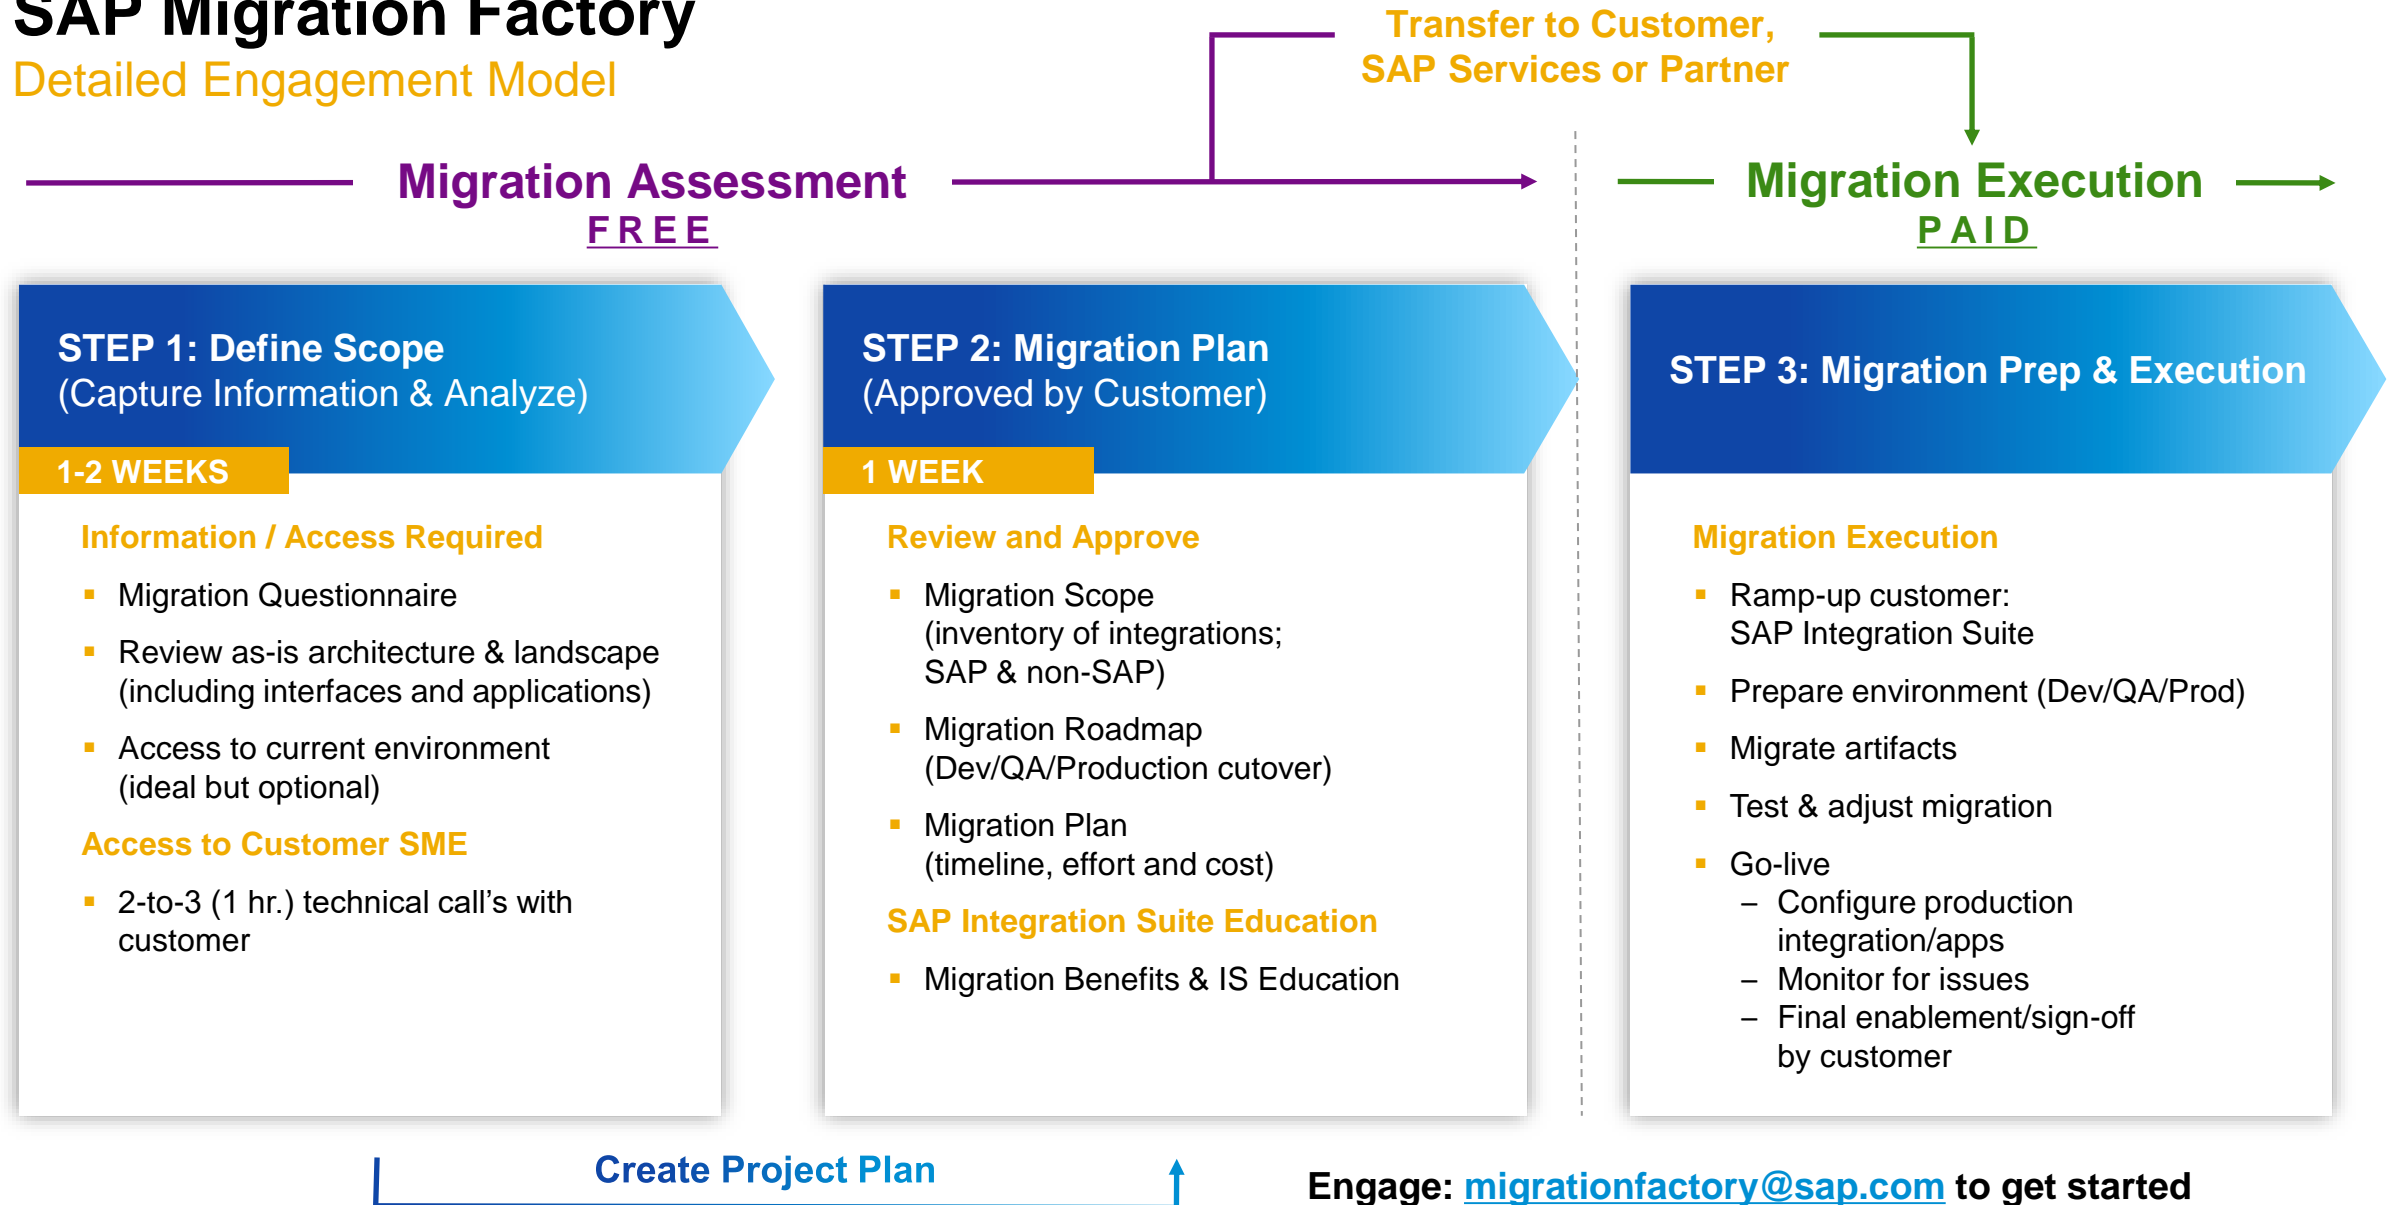 SAP Migration Factory
Detailed Engagement Model
Transfer to Customer,
SAP Services or Partner
Migration Assessment
FREE
Migration Execution
PAID
STEP 1: Define Scope
(Capture Information & Analyze)
1-2 WEEKS
Information / Access Required
▪ Migration Questionnaire
▪ Review as-is architecture & landscape
(including interfaces and applications)
▪ Access to current environment
(ideal but optional)
Access to Customer SME
▪ 2-to-3 (1 hr.) technical call’s with
customer
STEP 2: Migration Plan
(Approved by Customer)
1 WEEK
Review and Approve
▪ Migration Scope
(inventory of integrations;
SAP & non-SAP)
▪ Migration Roadmap
(Dev/QA/Production cutover)
▪ Migration Plan
(timeline, effort and cost)
SAP Integration Suite Education
▪ Migration Benefits & IS Education
STEP 3: Migration Prep & Execution
Migration Execution
▪ Ramp-up customer:
SAP Integration Suite
▪ Prepare environment (Dev/QA/Prod)
▪ Migrate artifacts
▪ Test & adjust migration
▪ Go-live
– Configure production
integration/apps
– Monitor for issues
– Final enablement/sign-off
by customer
Create Project Plan
Engage: migrationfactory@sap.com to get started